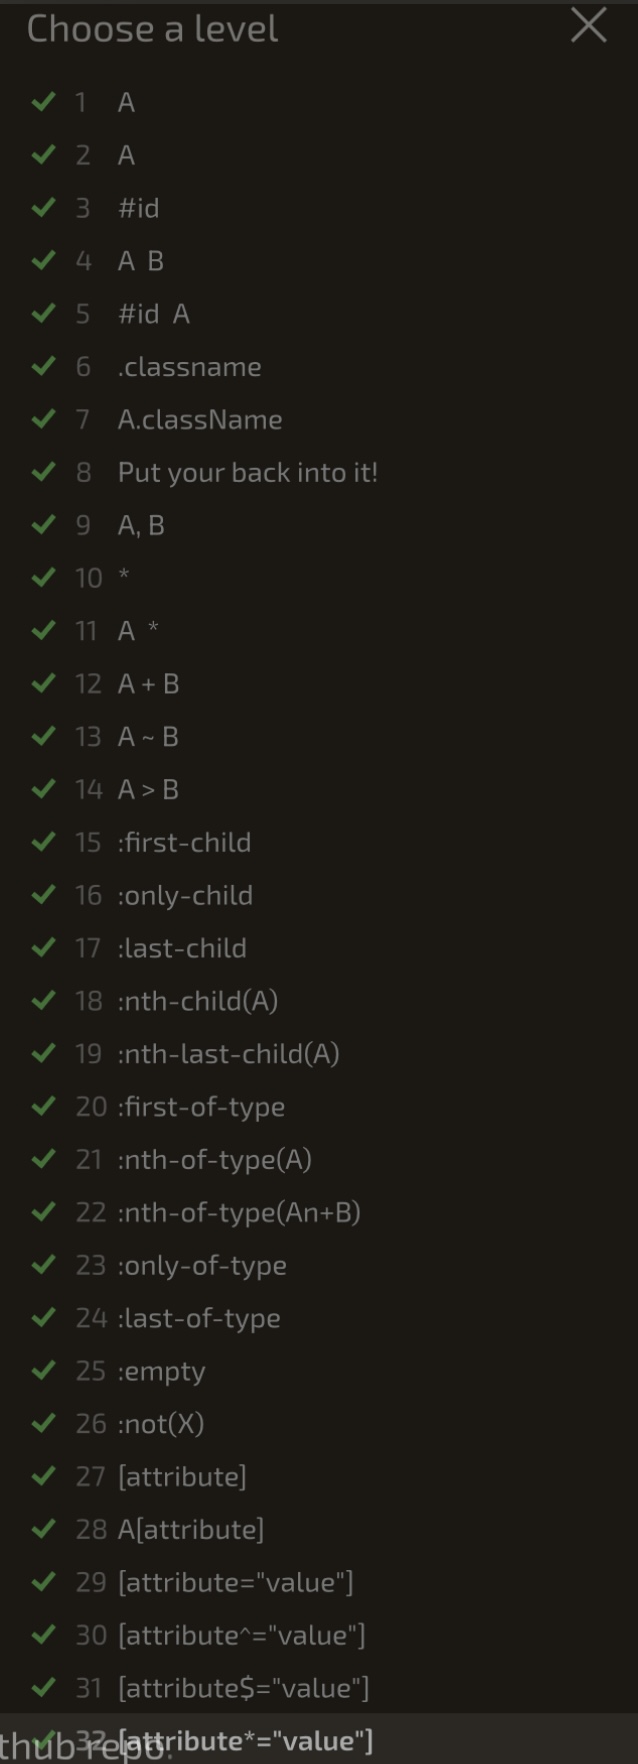 Choose a level
1 A
2 A
3 #id
4 A B
5 #id A
6 .classname
7 A.className
8 Put your back into it!
9 A, B
10 *
11 A *
12 A + B
13 A ~ B
14 A > B
15 :first-child
16 :only-child
17 :last-child
18 :nth-child(A)
19 :nth-last-child(A)
20 :first-of-type
21 :nth-of-type(A)
22 :nth-of-type(An+B)
23 :only-of-type
24 :last-of-type
25 :empty
26 :not(X)
27 [attribute]
28 A[attribute]
29 [attribute="value"]
30 [attribute^="value"]
31 [attribute$="value"]
32 [attribute*="value"]
thub repo.